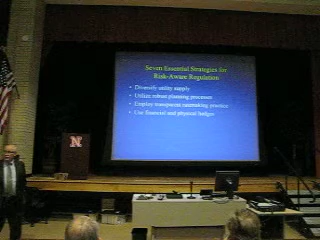 Seven Essential Strategies for
Risk-Aware Regulation
• Diversify utility supply
• Utilize robust planning processes
• Employ transparent ratemaking practice
• Use financial and physical hedges
N